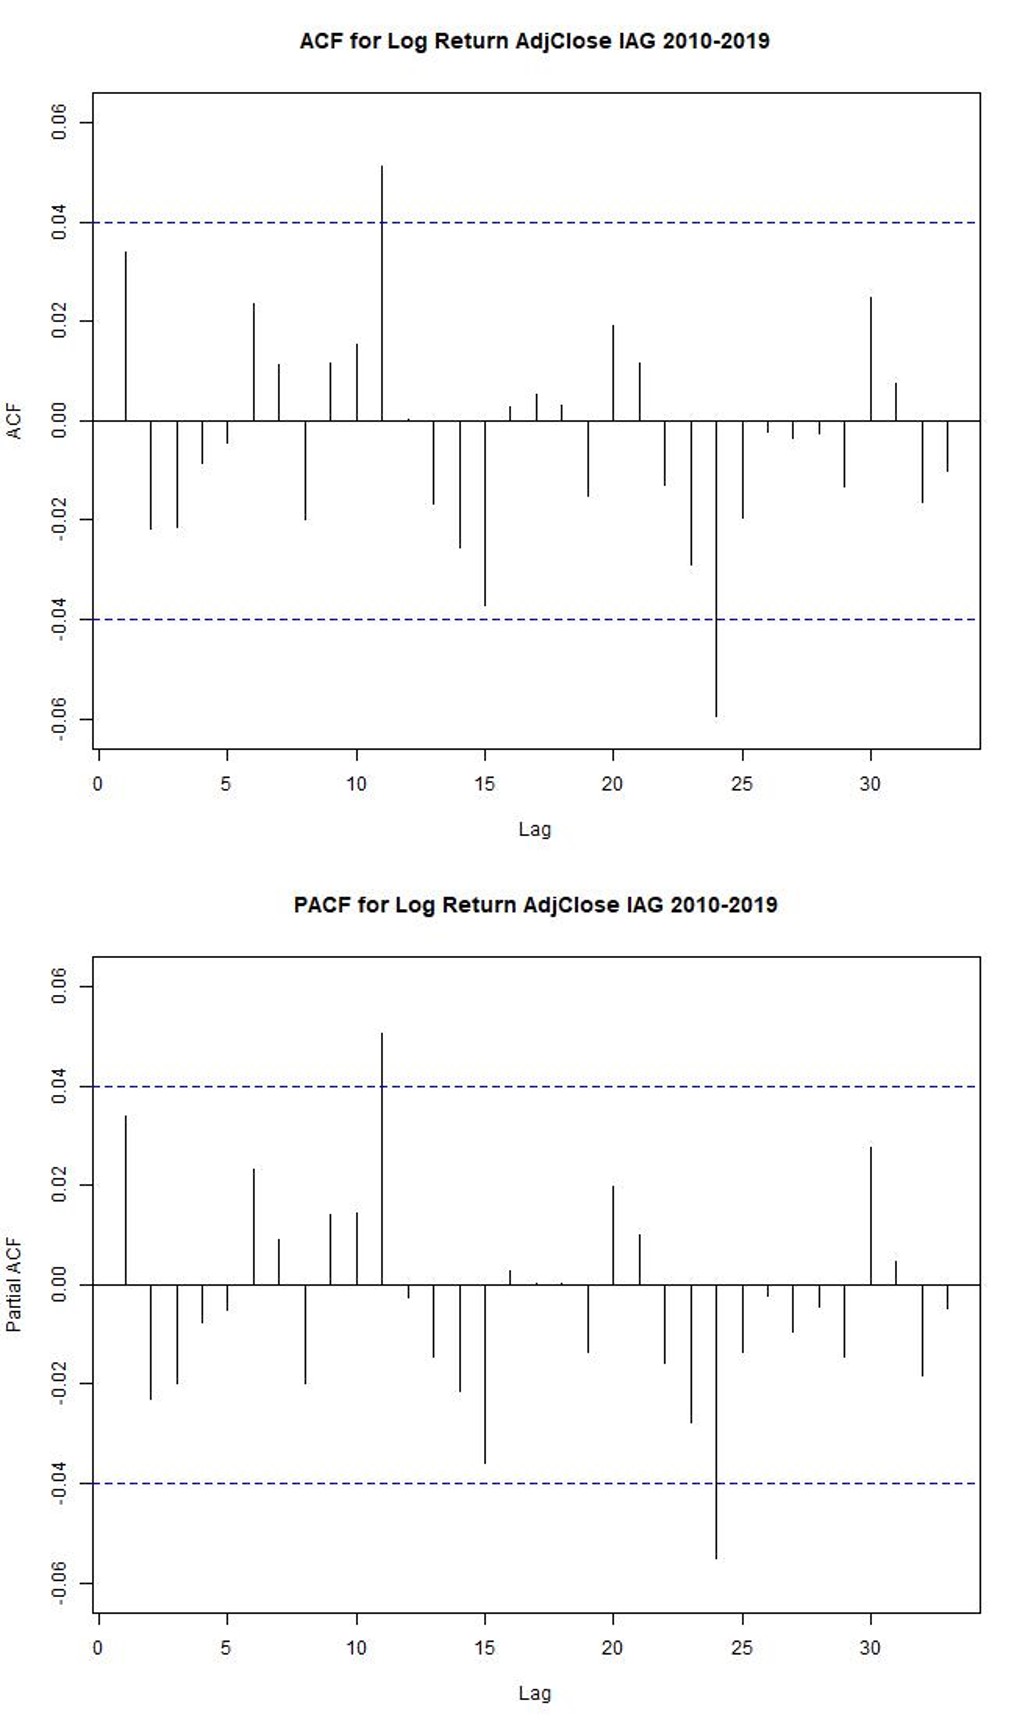 ACF for Log Return AdjClose IAG 2010-2019
0.06
0.04
0.02
0.00
-0.02
-0.04
-0.06
ACF
0 5 10 15 20 25 30
Lag
PACF for Log Return AdjClose IAG 2010-2019
0.06
0.04
0.02
0.00
-0.02
-0.04
-0.06
Partial ACF
0 5 10 15 20 25 30
Lag